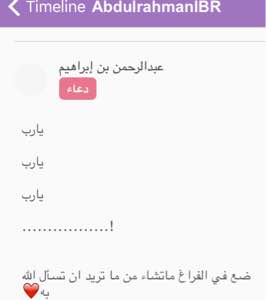 Timeline AbdulrahmanIBR
عبدالرحمن بن إبراهيم
دعاء
يارب
يارب
يارب
.................!
ضع في الفراغ ماتشاء من ما تريد ان تسأل الله
به❤️